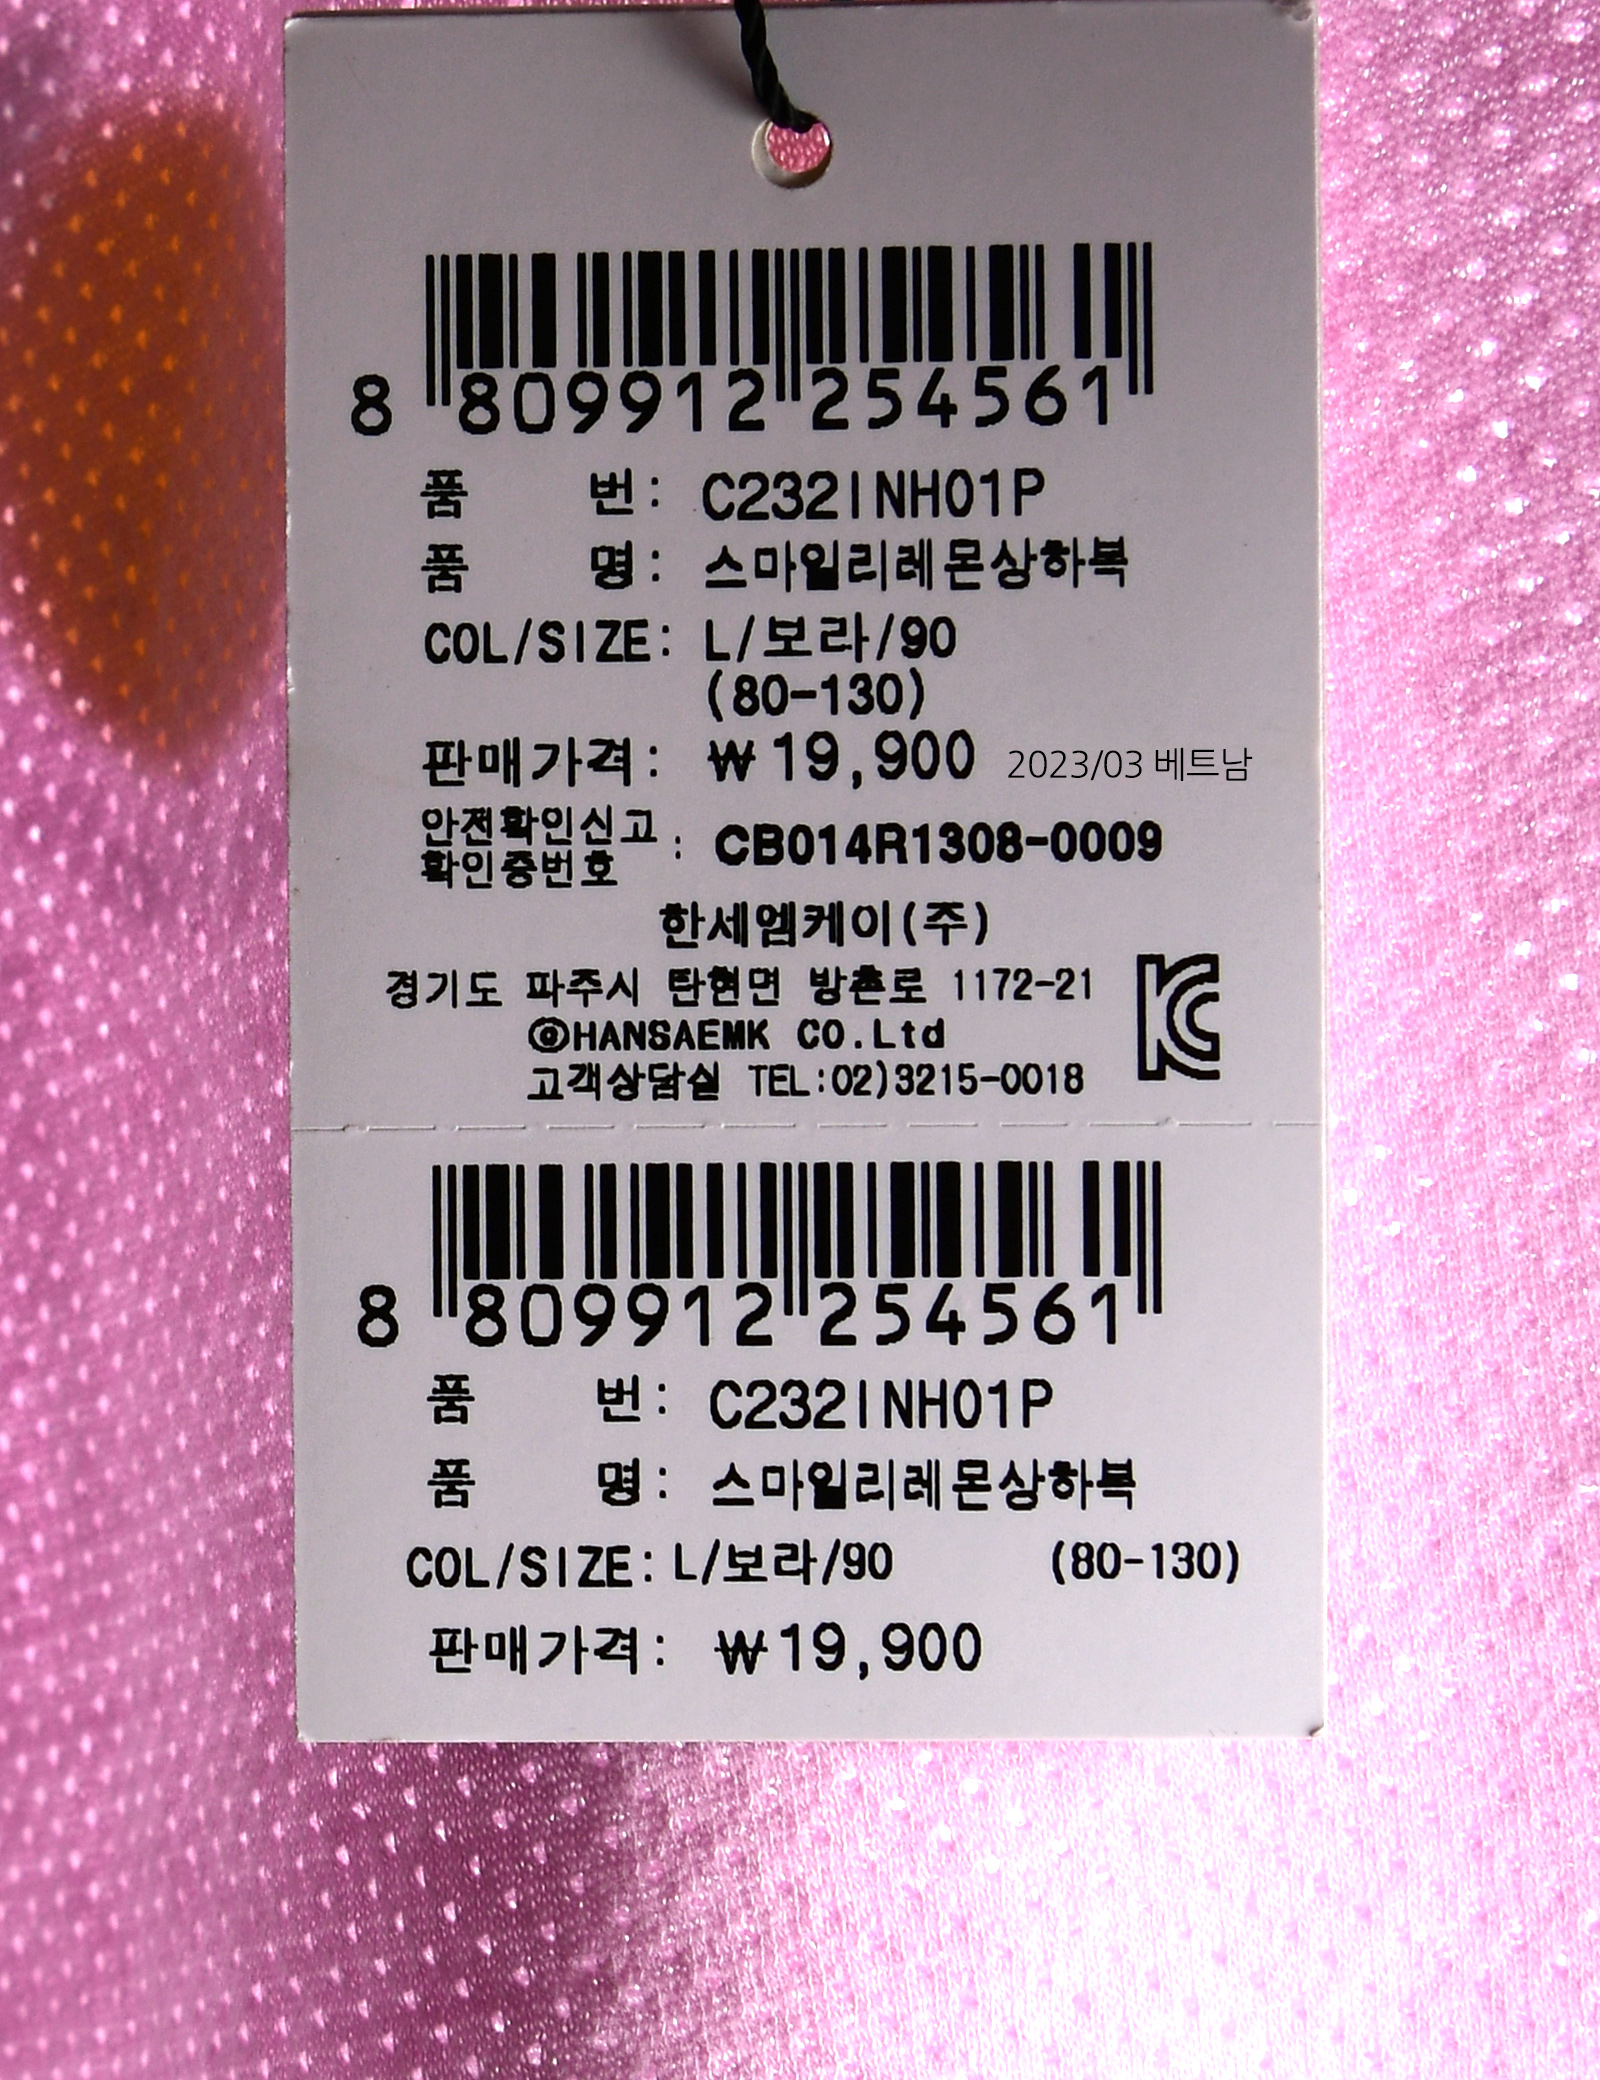 8 809912 254561
품 번: C232INH01P
품 명: 스마일리레몬상하복
COL/SIZE: L/보라/90
(80-130)
판매가격: ₩19,900 2023/03 베트남
안전확인신고
확인증번호 : CB014R1308-0009
한세엠케이(주)
경기도 파주시 탄현면 방촌로 1172-21
@HANSAEMK CO.Ltd
고객상담실 TEL:02)3215-0018
KC
8 809912 254561
품 번: C232INH01P
품 명: 스마일리레몬상하복
COL/SIZE: L/보라/90 (80-130)
판매가격: ₩19,900